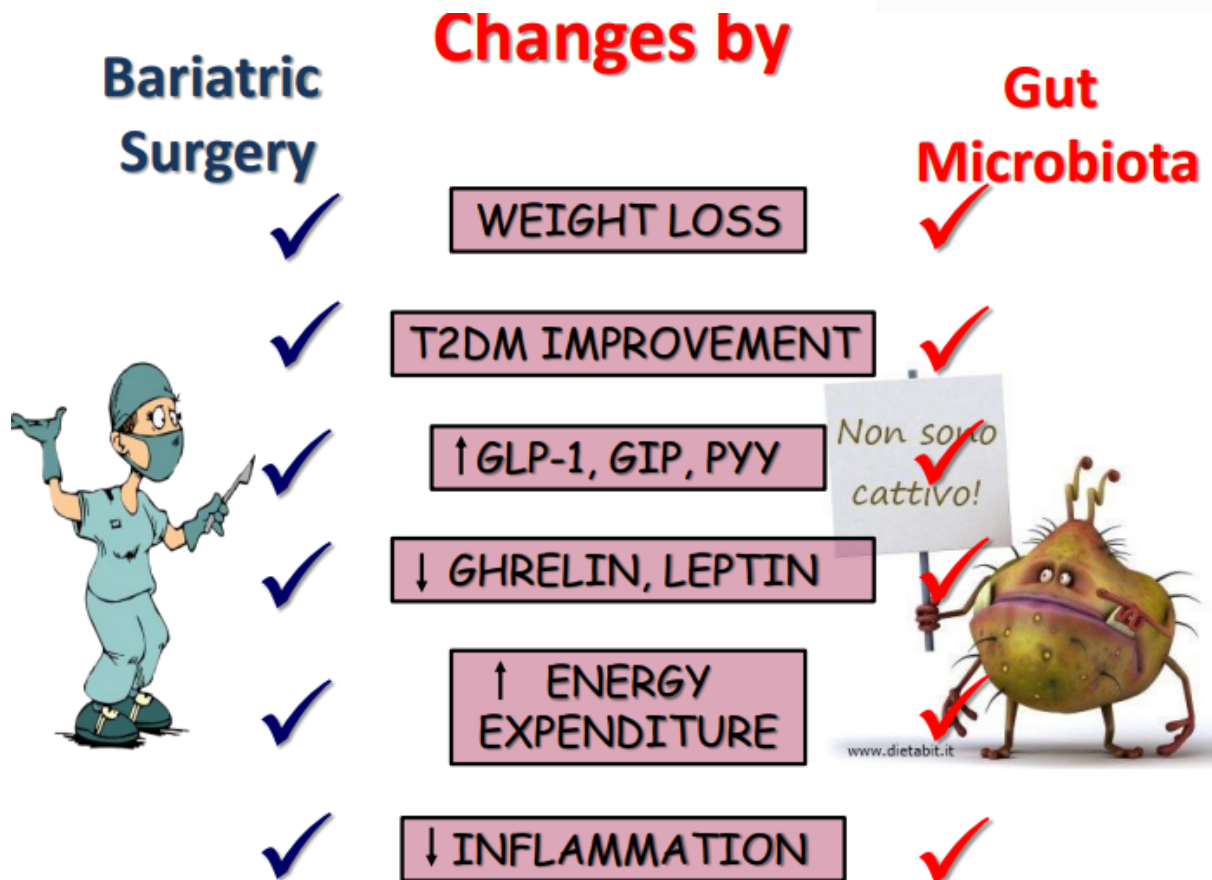 Changes by
Bariatric
Surgery
Gut
Microbiota
WEIGHT LOSS
T2DM IMPROVEMENT
↑ GLP-1, GIP, PYY
Non sono
cattivo!
↓ GHRELIN, LEPTIN
↑ ENERGY
EXPENDITURE
www.dietabit.it
↓ INFLAMMATION